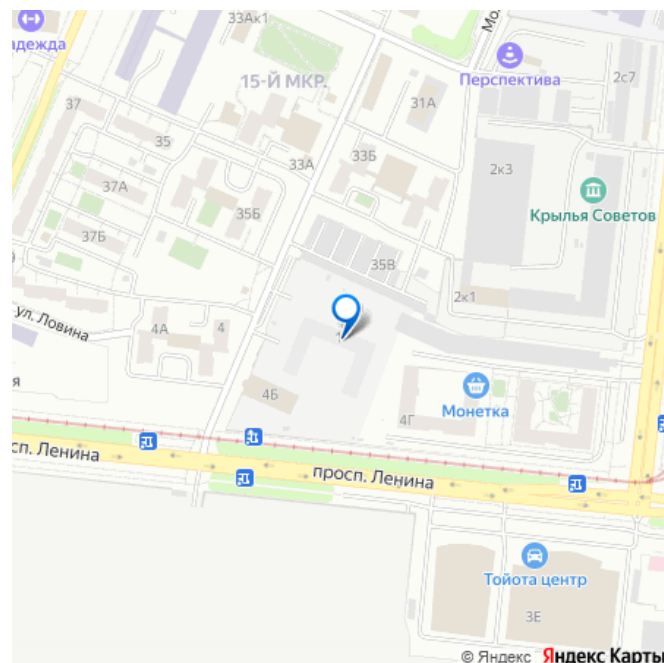 33Ак1
адежда
15-Й МКР.
Перспектива
2с7
37
31А
35
33Б
33А
2к3
37А
Крылья Советов
35Б
37Б
35В
2к1
ул. Ловина
4А
4
4Б
Монетка
4Г
сп. Ленина
просп. Ленина
Тойота центр
3Е
© Яндекс Яндекс Карты